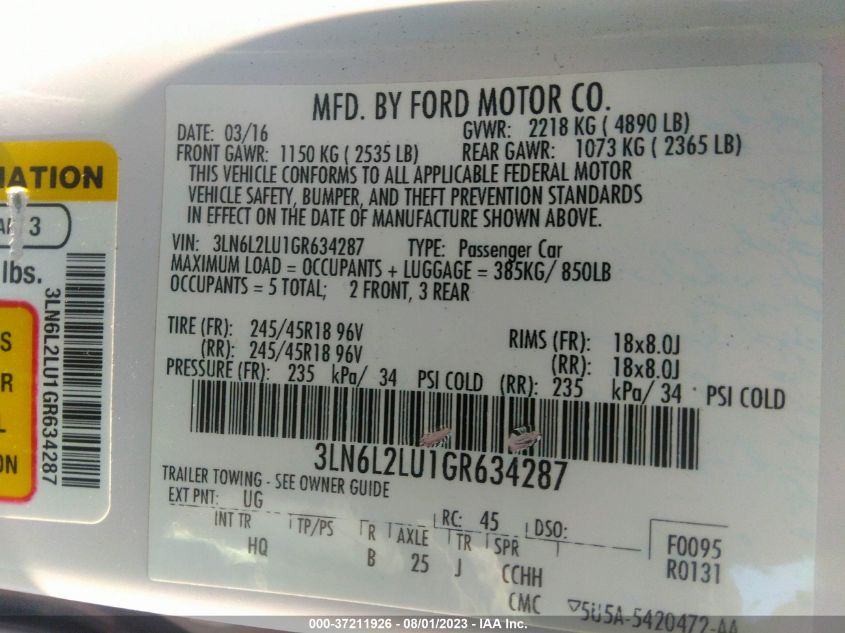 MFD. BY FORD MOTOR CO.
DATE: 03/16 GVWR: 2218 KG ( 4890 LB)
FRONT GAWR: 1150 KG ( 2535 LB) REAR GAWR: 1073 KG ( 2365 LB)
THIS VEHICLE CONFORMS TO ALL APPLICABLE FEDERAL MOTOR
VEHICLE SAFETY, BUMPER, AND THEFT PREVENTION STANDARDS
IN EFFECT ON THE DATE OF MANUFACTURE SHOWN ABOVE.
VIN: 3LN6L2LU1GR634287 TYPE: Passenger Car
MAXIMUM LOAD = OCCUPANTS + LUGGAGE = 385KG/ 850LB
OCCUPANTS = 5 TOTAL; 2 FRONT, 3 REAR
TIRE (FR): 245/45R18 96V RIMS (FR): 18x8.0J
(RR): 245/45R18 96V (RR): 18x8.0J
PRESSURE (FR): 235 kPa/ 34 PSI COLD (RR): 235 kPa/ 34 PSI COLD
3LN6L2LU1GR634287
TRAILER TOWING - SEE OWNER GUIDE
EXT PNT: UG RC: 45 DSO:
INT TR TP/PS R AXLE TR SPR F0095
HQ B 25 J CCHH R0131
CMC 5U5A-5420472-AA
MATION
3
lbs.
3LN6L2LU1GR634287
S
R
L
ON
000-37211926 - 08/01/2023 - IAA Inc.